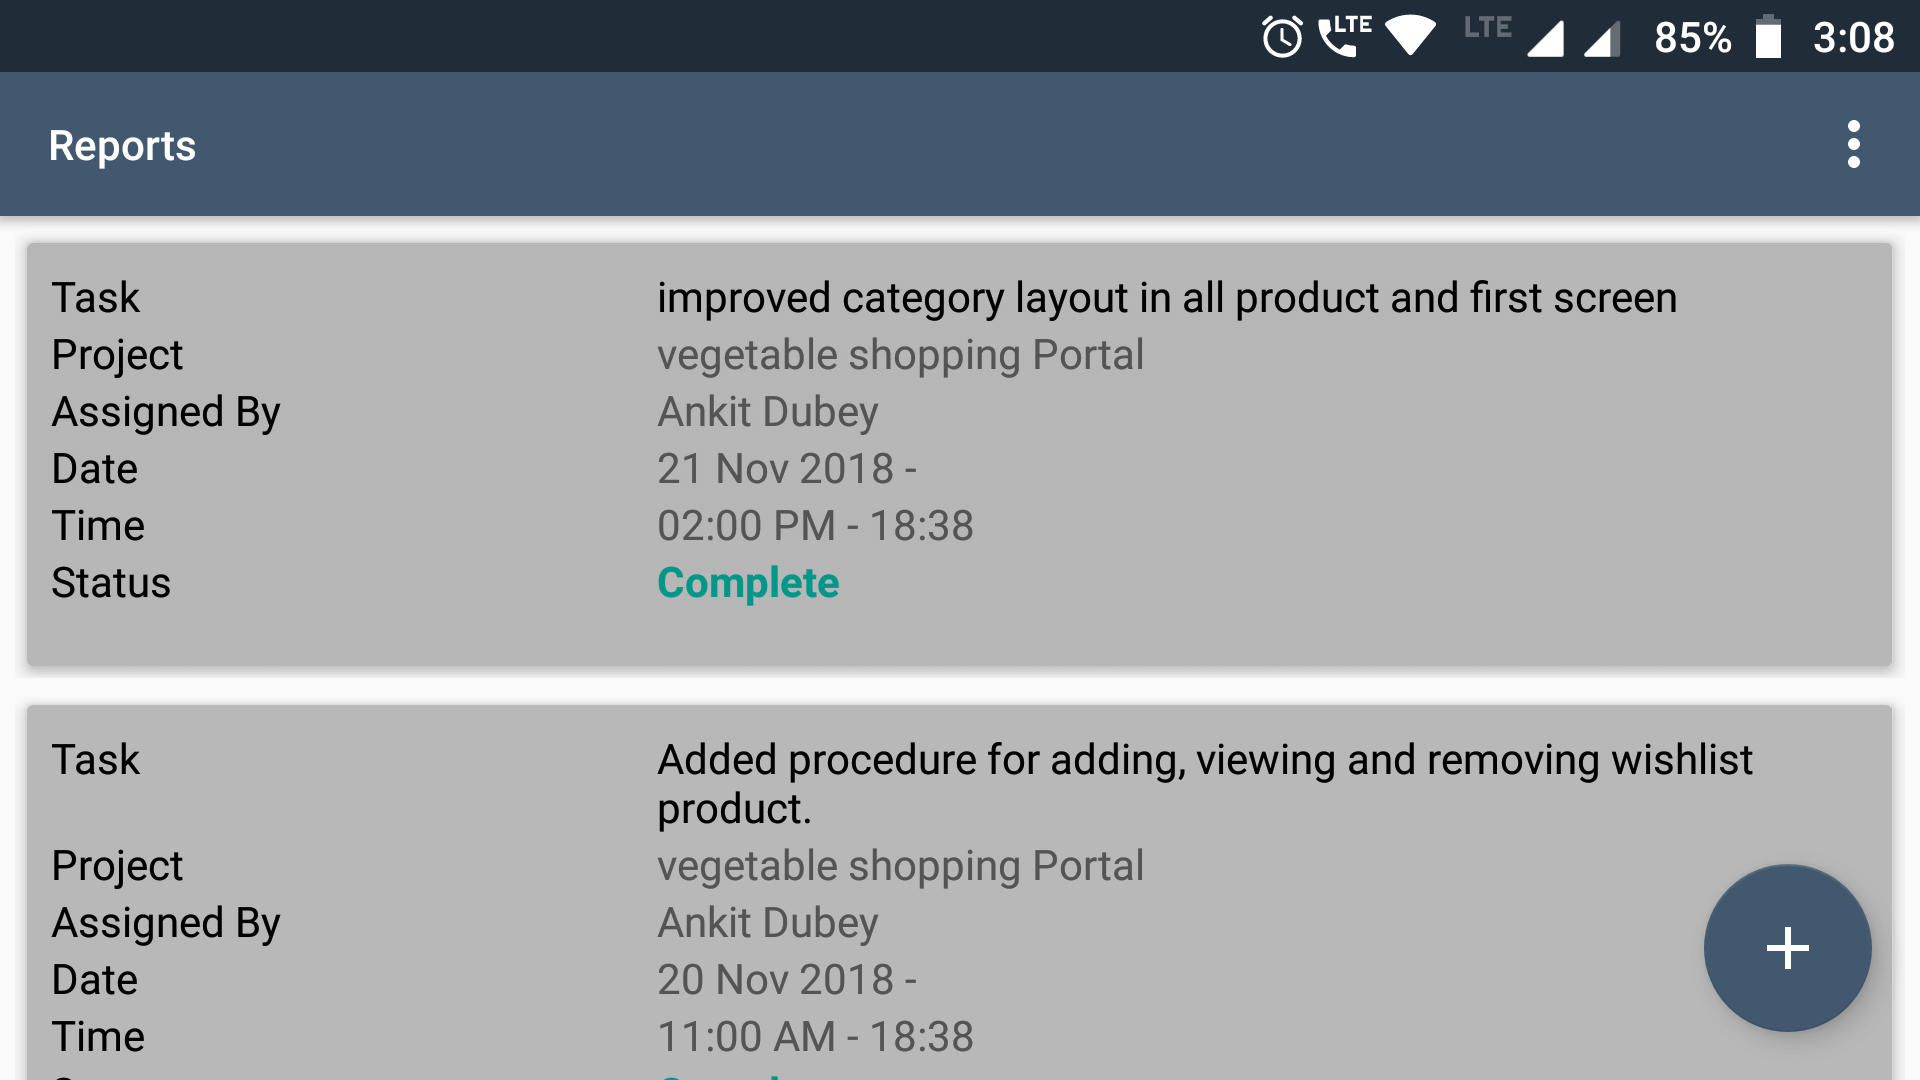 LTE LTE 85% 3:08
Reports
Task improved category layout in all product and first screen
Project vegetable shopping Portal
Assigned By Ankit Dubey
Date 21 Nov 2018 -
Time 02:00 PM - 18:38
Status Complete
Task Added procedure for adding, viewing and removing wishlist
product.
Project vegetable shopping Portal
Assigned By Ankit Dubey
Date 20 Nov 2018 -
Time 11:00 AM - 18:38